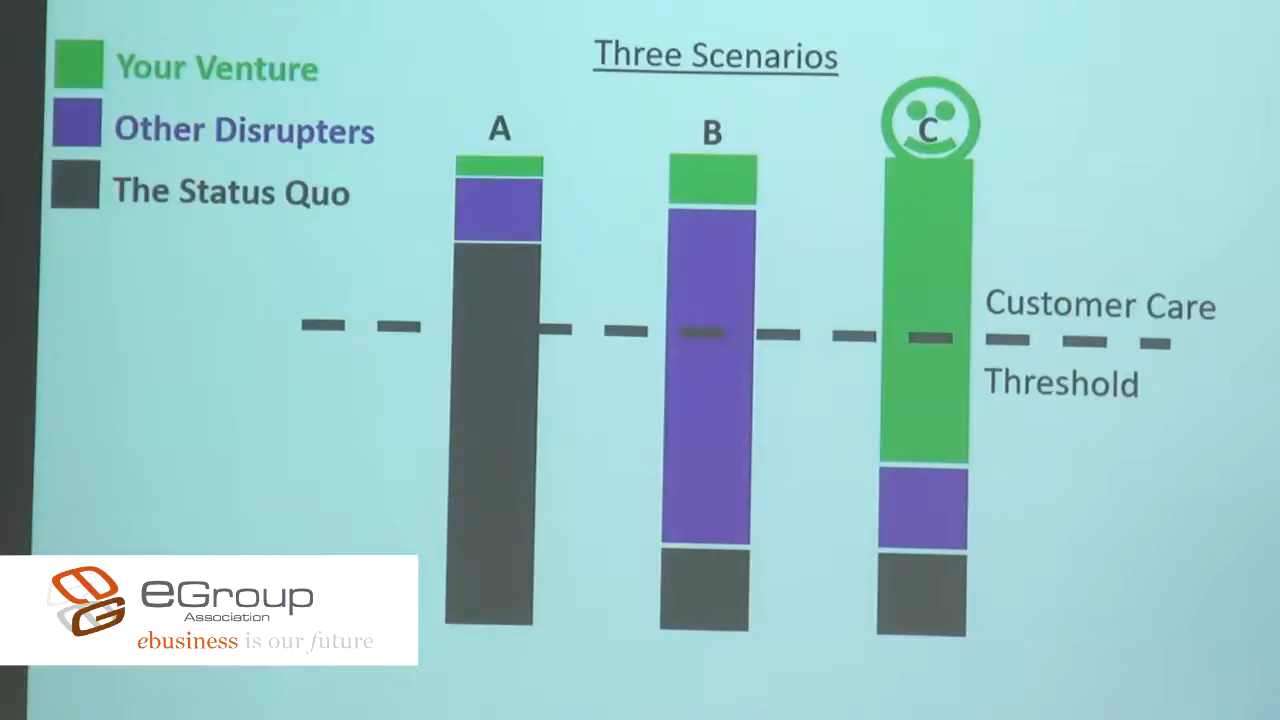 Your Venture
Other Disrupters
The Status Quo
Three Scenarios
A
B
C
Customer Care
Threshold
eGroup
Association
ebusiness is our future